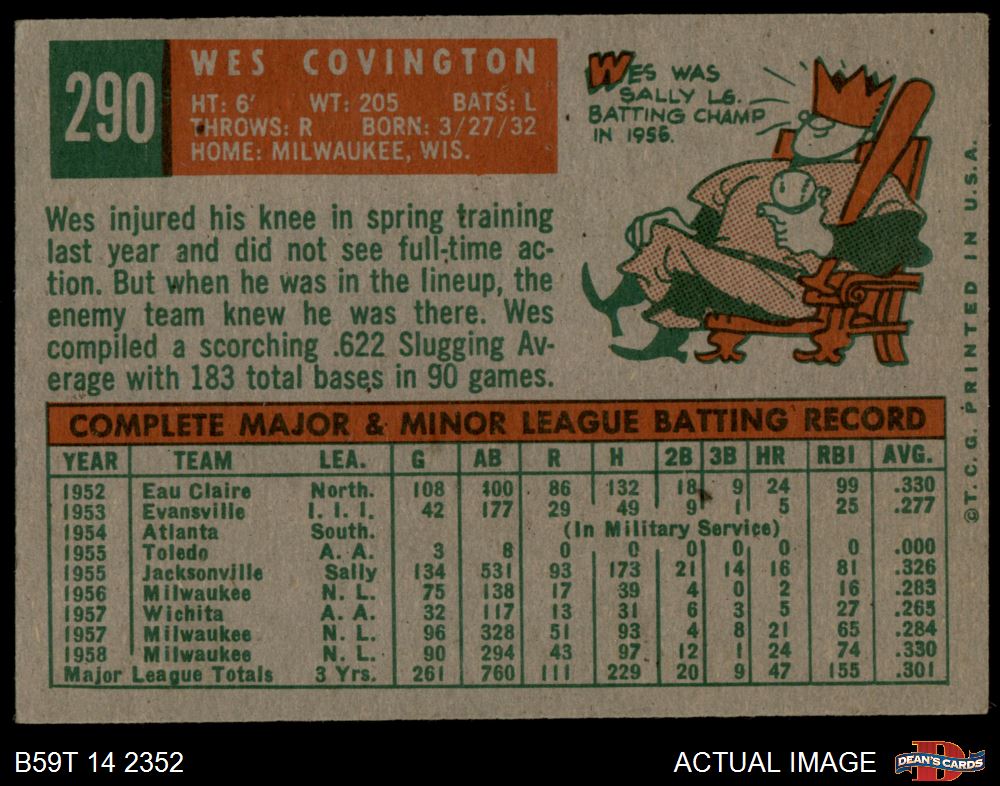 290
WES COVINGTON
HT: 6' WT: 205 BATS: L
THROWS: R BORN: 3/27/32
HOME: MILWAUKEE, WIS.
WES WAS
SALLY LG.
BATTING CHAMP
IN 1955.
Wes injured his knee in spring training
last year and did not see full-time ac-
tion. But when he was in the lineup, the
enemy team knew he was there. Wes
compiled a scorching .622 Slugging Av-
erage with 183 total bases in 90 games.
COMPLETE MAJOR & MINOR LEAGUE BATTING RECORD
YEAR TEAM LEA. G AB R H 2B 3B HR RBI AVG.
1952 Eau Claire North. 108 400 86 132 18 9 24 99 .330
1953 Evansville I. I. I. 42 177 29 49 9 1 5 25 .277
1954 Atlanta South. (In Military Service)
1955 Toledo A. A. 3 8 0 0 0 0 0 0 .000
1955 Jacksonville Sally 134 531 93 173 21 14 16 81 .326
1956 Milwaukee N. L. 75 138 17 39 4 0 2 16 .283
1957 Wichita A. A. 32 117 13 31 6 3 5 27 .265
1957 Milwaukee N. L. 96 328 51 93 4 8 21 65 .284
1958 Milwaukee N. L. 90 294 43 97 12 1 24 74 .330
Major League Totals 3 Yrs. 261 760 111 229 20 9 47 155 .301
©T. C. G. PRINTED IN U.S.A.
B59T 14 2352
ACTUAL IMAGE
DEAN'S CARDS